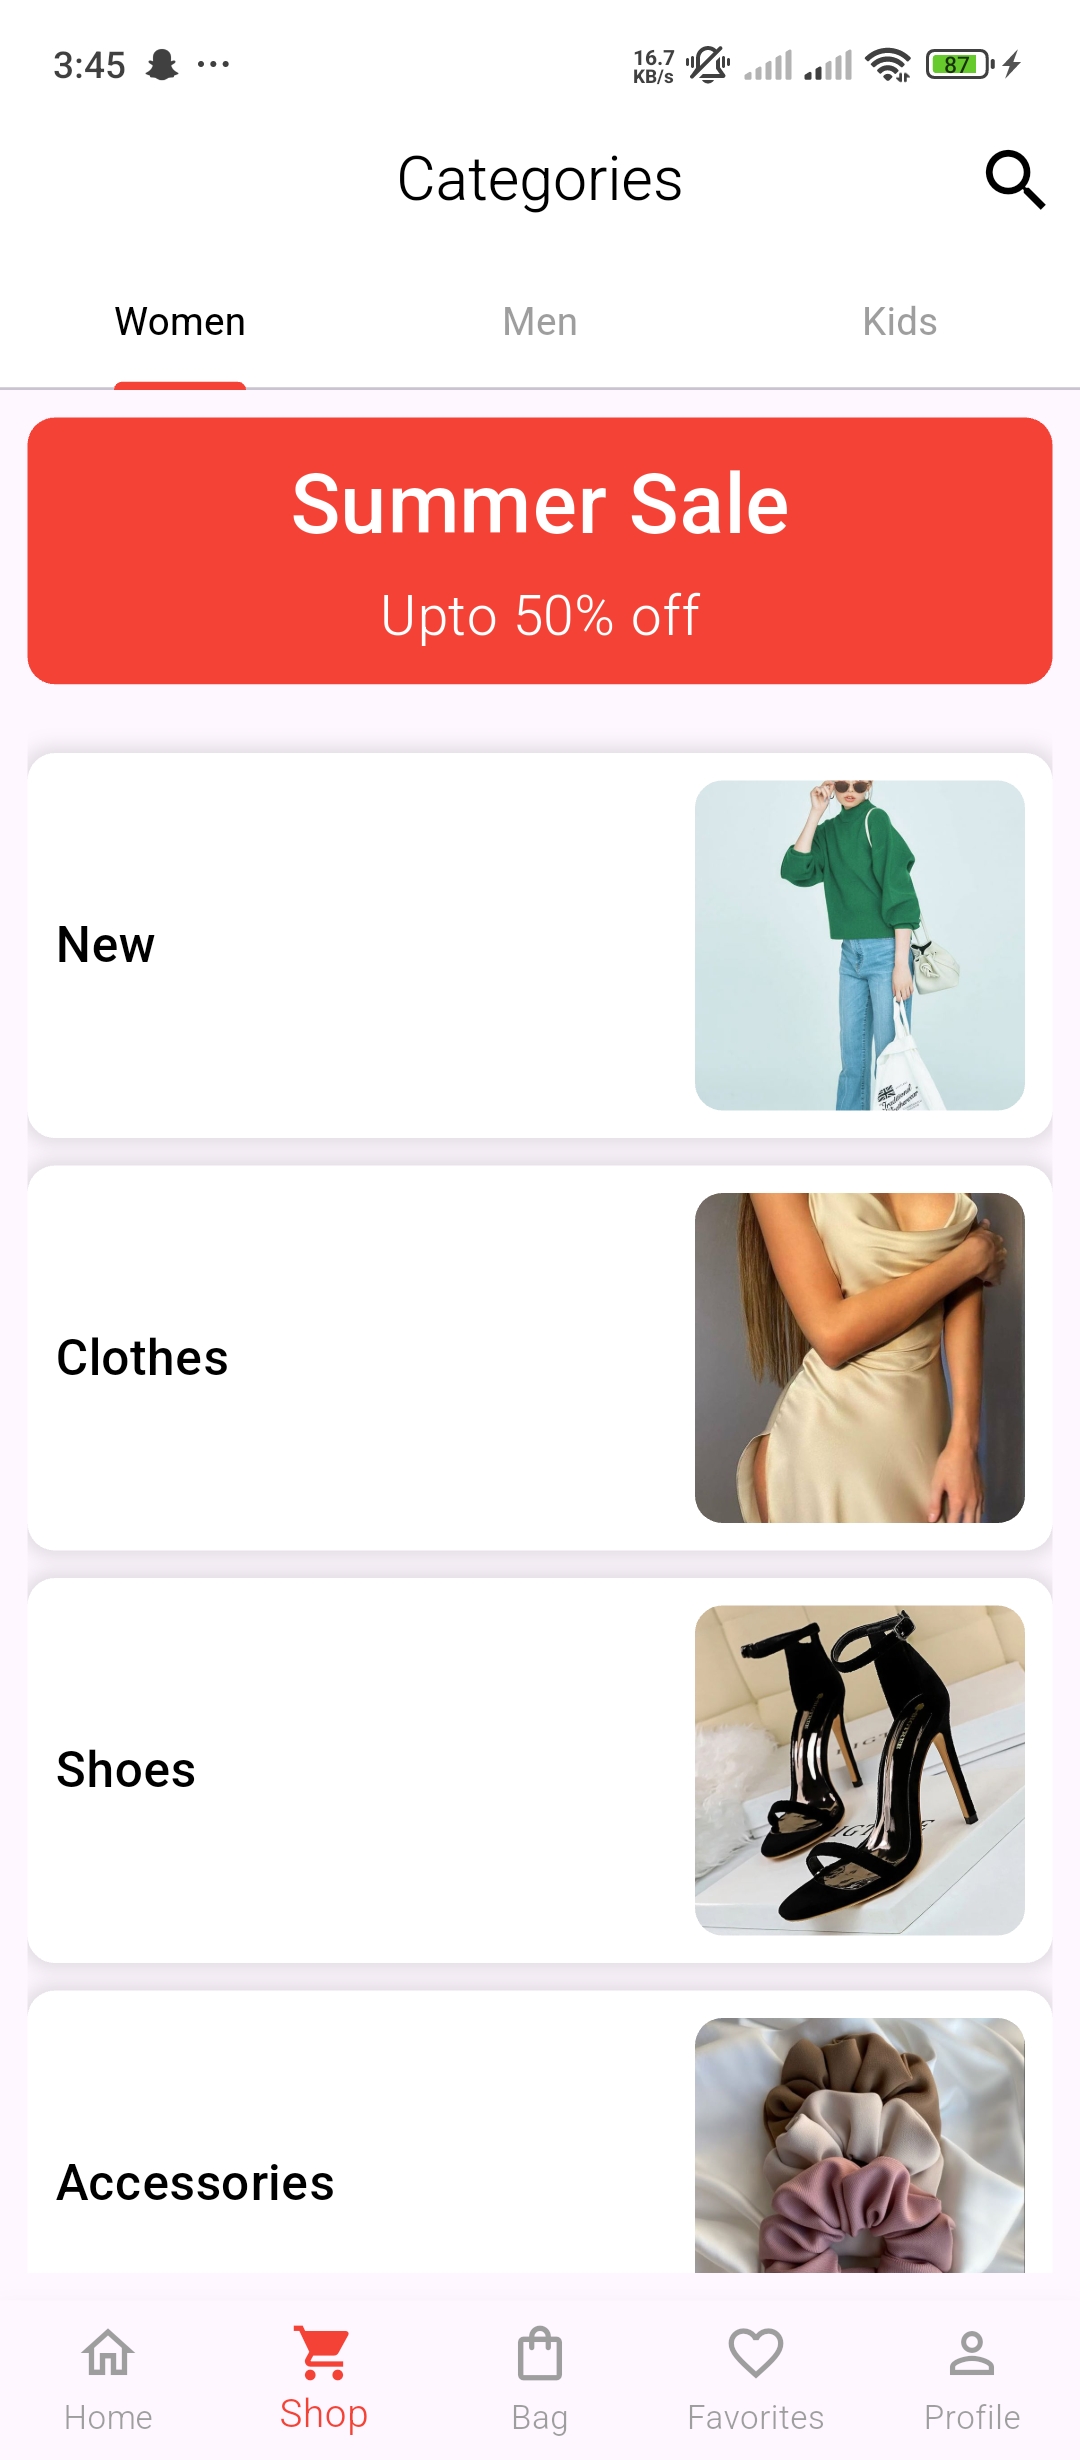 3:45
16.7
KB/s
87
Categories
Women
Men
Kids
Summer Sale
Upto 50% off
New
Traditional
Clothes
Shoes
Accessories
Home
Shop
Bag
Favorites
Profile